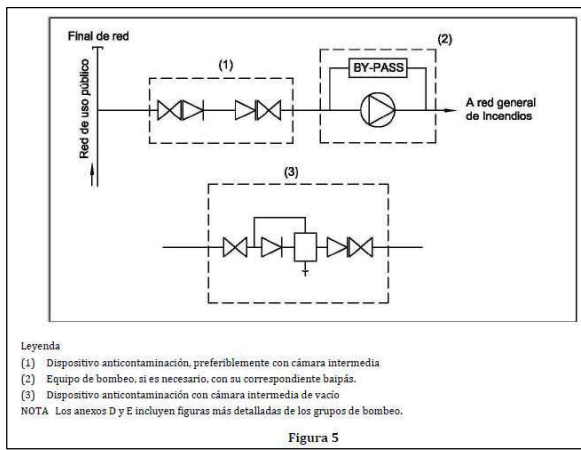 Final de red
Red de uso público
(1)
(2)
BY-PASS
A red general
de Incendios
(3)
Leyenda
(1) Dispositivo anticontaminación, preferiblemente con cámara intermedia
(2) Equipo de bombeo, si es necesario, con su correspondiente baipás.
(3) Dispositivo anticontaminación con cámara intermedia de vacío
NOTA Los anexos D y E incluyen figuras más detalladas de los grupos de bombeo.
Figura 5